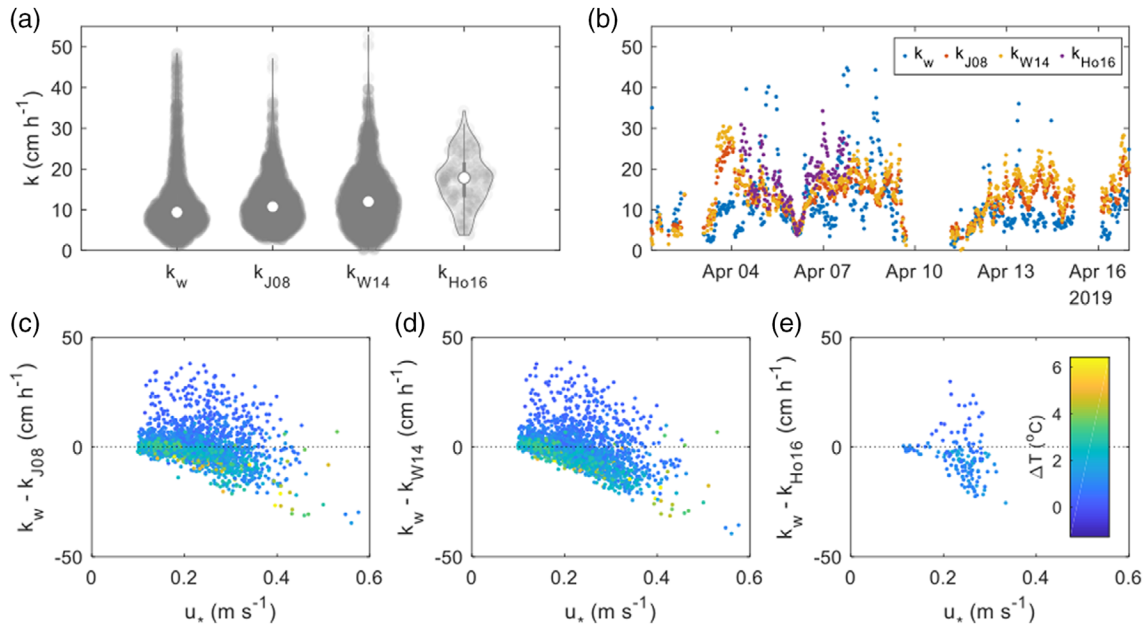 (a)
k (cm h⁻¹)
50
40
30
20
10
0
k_w
k_J08
k_W14
k_Ho16
(b)
50
40
30
20
10
0
k_w k_J08 k_W14 k_Ho16
Apr 04 Apr 07 Apr 10 Apr 13 Apr 16
2019
(c)
k_w - k_J08 (cm h⁻¹)
50
0
-50
0 0.2 0.4 0.6
u_* (m s⁻¹)
(d)
k_w - k_W14 (cm h⁻¹)
50
0
-50
0 0.2 0.4 0.6
u_* (m s⁻¹)
(e)
k_w - k_Ho16 (cm h⁻¹)
50
0
-50
0 0.2 0.4 0.6
u_* (m s⁻¹)
ΔT (°C)
6
4
2
0